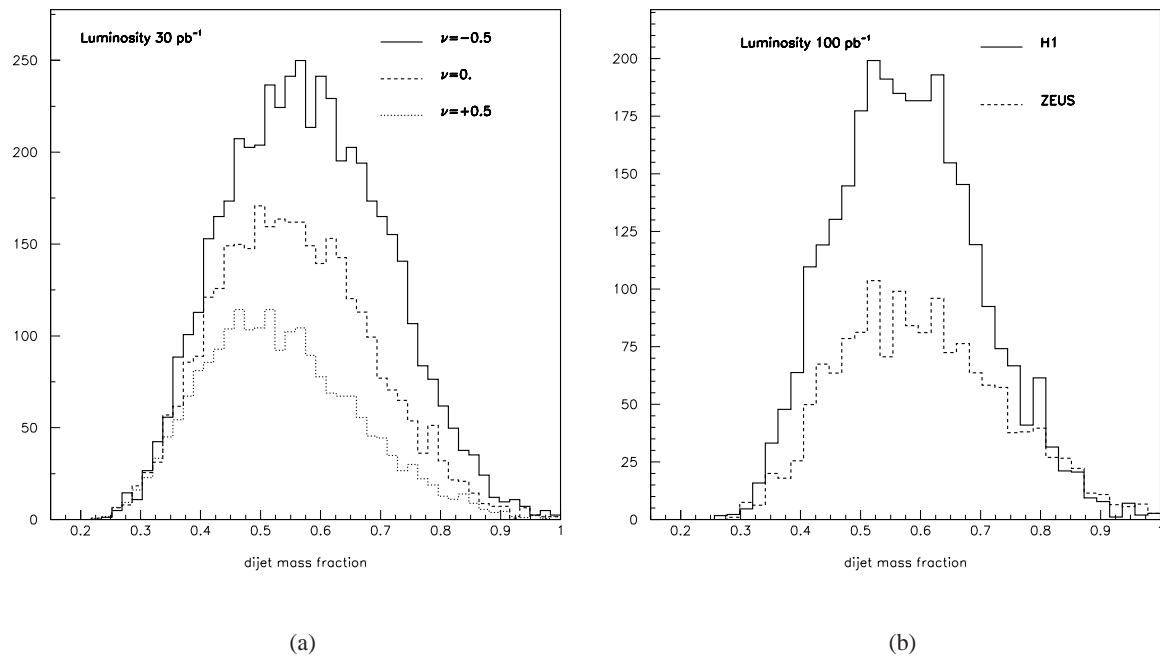 Luminosity 30 pb⁻¹
ν=−0.5
ν=0.
ν=+0.5
250
200
150
100
50
0
0.2 0.3 0.4 0.5 0.6 0.7 0.8 0.9 1
dijet mass fraction
(a)
Luminosity 100 pb⁻¹
H1
ZEUS
200
175
150
125
100
75
50
25
0
0.2 0.3 0.4 0.5 0.6 0.7 0.8 0.9 1
dijet mass fraction
(b)